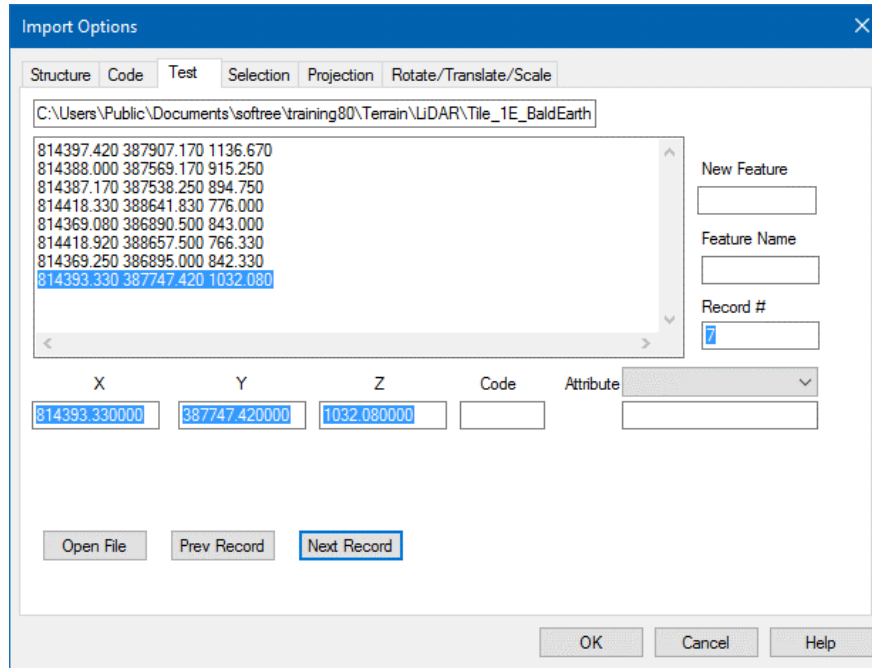 Import Options
Structure Code Test Selection Projection Rotate/Translate/Scale
C:\Users\Public\Documents\softree\training80\Terrain\LiDAR\Tile_1E_BaldEarth
814397.420 387907.170 1136.670
814388.000 387569.170 915.250
814387.170 387538.250 894.750
814418.330 388641.830 776.000
814369.080 386890.500 843.000
814418.920 388657.500 766.330
814369.250 386895.000 842.330
814393.330 387747.420 1032.080
New Feature
Feature Name
Record #
7
X Y Z Code Attribute
814393.330000 387747.420000 1032.080000
Open File Prev Record Next Record
OK Cancel Help